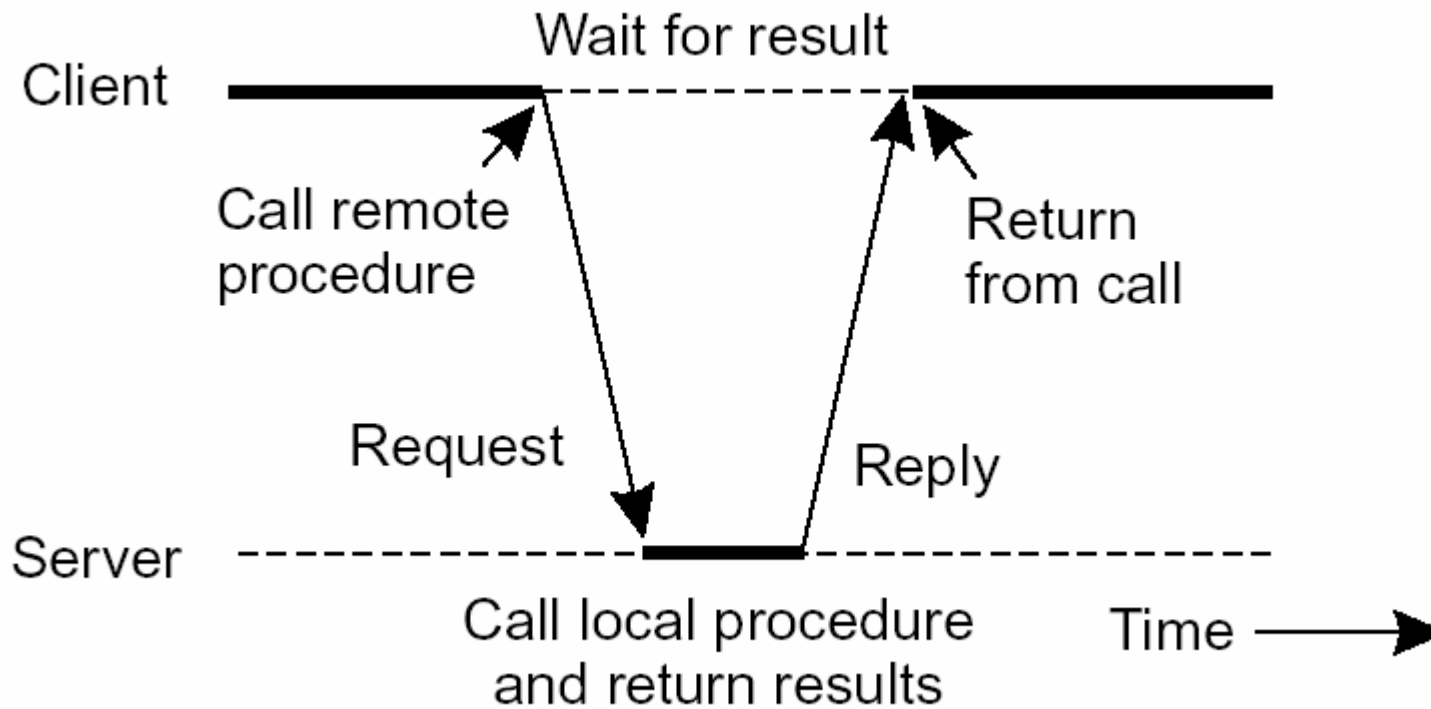 Wait for result
Client
Call remote
procedure
Return
from call
Request
Reply
Server
Call local procedure
and return results
Time